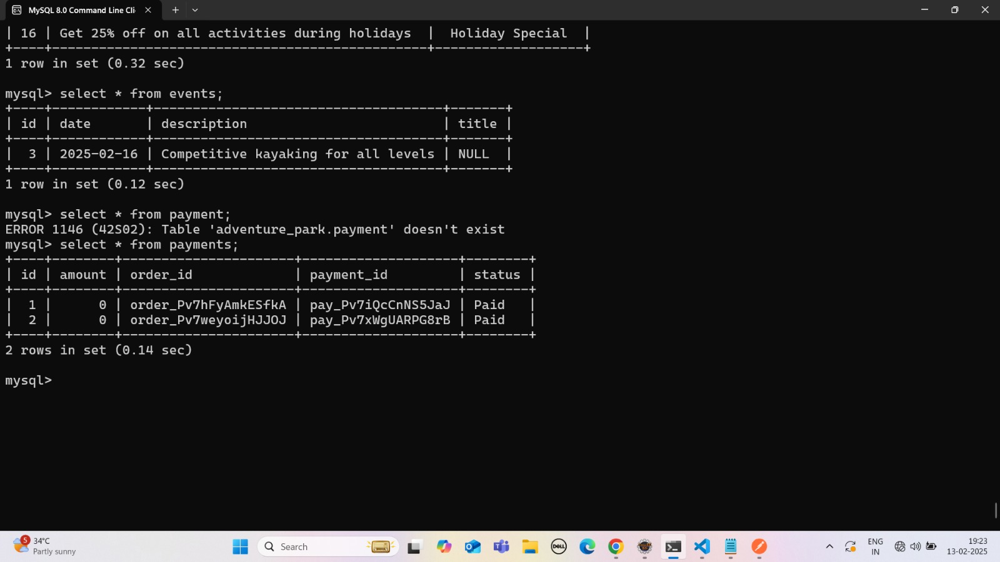 MySQL 8.0 Command Line Cli
| 16 | Get 25% off on all activities during holidays  |  Holiday Special  |
+----+------------------------------------------------+-------------------+
1 row in set (0.32 sec)
mysql> select * from events;
+----+------------+-------------------------------------+-------+
| id | date       | description                         | title |
+----+------------+-------------------------------------+-------+
|  3 | 2025-02-16 | Competitive kayaking for all levels | NULL  |
+----+------------+-------------------------------------+-------+
1 row in set (0.12 sec)
mysql> select * from payment;
ERROR 1146 (42S02): Table 'adventure_park.payment' doesn't exist
mysql> select * from payments;
+----+--------+----------------------+--------------------+--------+
| id | amount | order_id             | payment_id         | status |
+----+--------+----------------------+--------------------+--------+
|  1 |      0 | order_Pv7hFyAmkESfkA | pay_Pv7iQcCnNS5JaJ | Paid   |
|  2 |      0 | order_Pv7weyoijHJJOJ | pay_Pv7xWgUARPG8rB | Paid   |
+----+--------+----------------------+--------------------+--------+
2 rows in set (0.14 sec)
mysql>
5
34°C
Partly sunny
Search
DELL
ENG
IN
19:23
13-02-2025